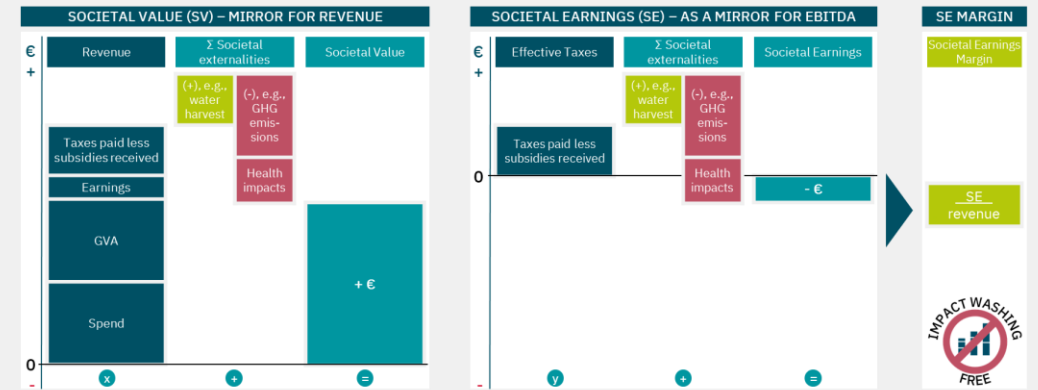 SOCIETAL VALUE (SV) – MIRROR FOR REVENUE
€
+
Revenue
Σ Societal
externalities
Societal Value
(+), e.g.,
water
harvest
(-), e.g.,
GHG
emis-
sions
Health
impacts
Taxes paid less
subsidies received
Earnings
GVA
Spend
+ €
0
-
x
+
=
SOCIETAL EARNINGS (SE) – AS A MIRROR FOR EBITDA
€
+
Effective Taxes
Σ Societal
externalities
Societal Earnings
(+), e.g.,
water
harvest
(-), e.g.,
GHG
emis-
sions
Health
impacts
Taxes paid less
subsidies received
0
- €
-
y
+
=
SE MARGIN
Societal Earnings
Margin
SE
revenue
IMPACT WASHING
FREE